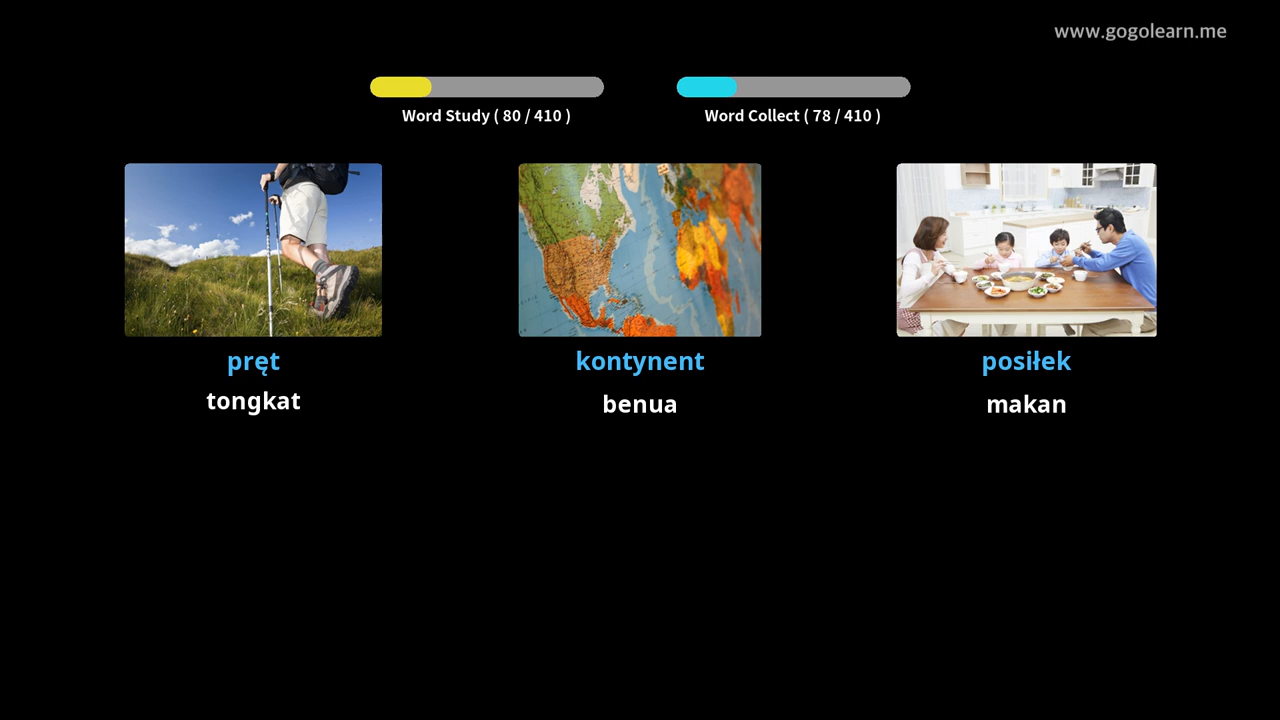 www.gogolearn.me
Word Study ( 80 / 410 )
Word Collect ( 78 / 410 )
pręt
kontynent
posiłek
tongkat
benua
makan